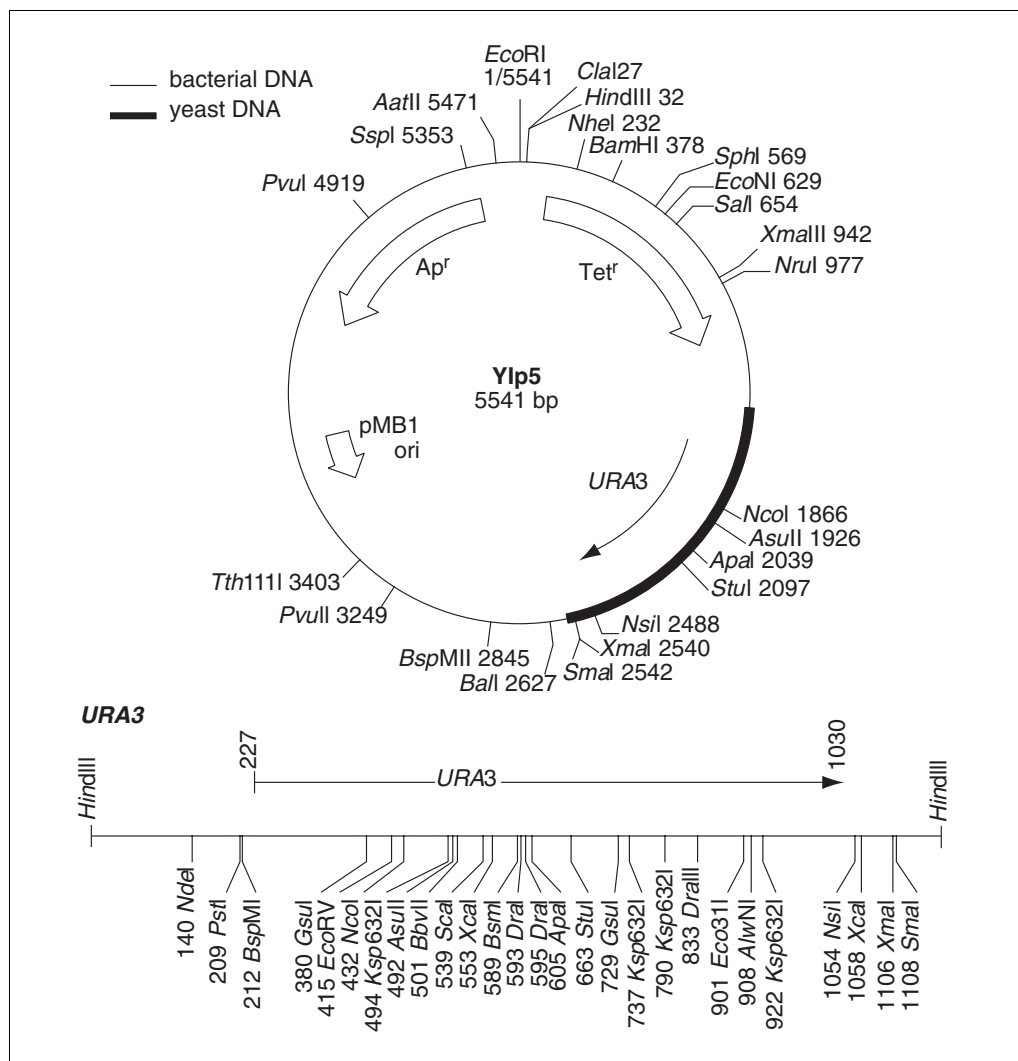 bacterial DNA
yeast DNA
EcoRI
1/5541
ClaI27
HindIII 32
AatII 5471
NheI 232
SspI 5353
BamHI 378
SphI 569
PvuI 4919
EcoNI 629
SalI 654
XmaIII 942
NruI 977
Apʳ
Tetʳ
YIp5
5541 bp
pMB1
ori
URA3
NcoI 1866
AsuII 1926
ApaI 2039
StuI 2097
Tth111I 3403
PvuII 3249
NsiI 2488
XmaI 2540
BspMII 2845
SmaI 2542
BalI 2627
URA3
HindIII
227
URA3
1030
HindIII
140 NdeI
209 PstI
212 BspMI
380 GsuI
415 EcoRV
432 NcoI
494 Ksp632I
492 AsuII
501 BbvII
539 ScaI
553 XcaI
589 BsmI
593 DraI
595 DraI
605 ApaI
663 StuI
729 GsuI
737 Ksp632I
790 Ksp632I
833 DraIII
901 Eco31I
908 AlwNI
922 Ksp632I
1054 NsiI
1058 XcaI
1106 XmaI
1108 SmaI